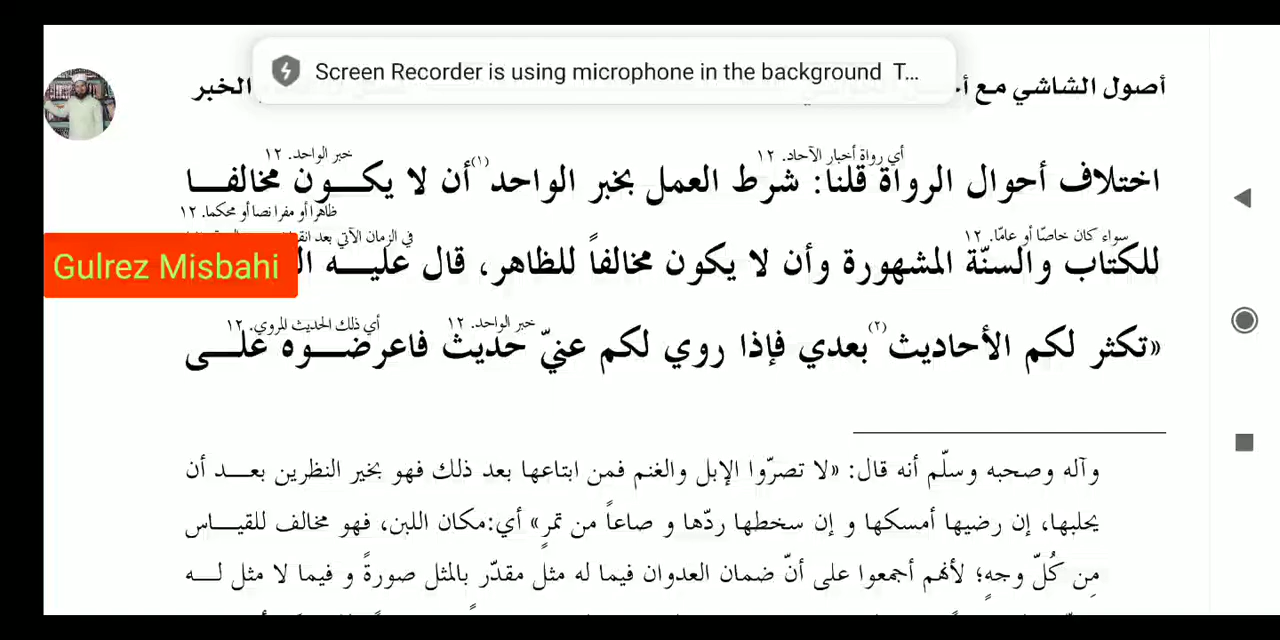 Screen Recorder is using microphone in the background T...
أصول الشاشي مع
الخبر
أي رواة أخبار الآحاد. ١٢
خبر الواحد. ١٢
اختلاف أحوال الرواة قلنا: شرط العمل بخبر الواحد(١) أن لا يكون مخالفا
ظاهرا أو مفرا نصا أو محكما. ١٢
سواء كان خاصًا أو عامًا. ١٢
في الزمان الآتي بعد
للكتاب والسنّة المشهورة وأن لا يكون مخالفاً للظاهر، قال عليه
Gulrez Misbahi
خبر الواحد. ١٢
أي ذلك الحديث المروي. ١٢
«تكثر لكم الأحاديث(٢) بعدي فإذا روي لكم عنيّ حديث فاعرضوه على
وآله وصحبه وسلّم أنه قال: «لا تصرّوا الإبل والغنم فمن ابتاعها بعد ذلك فهو بخير النظرين بعد أن
يحلبها، إن رضيها أمسكها و إن سخطها ردّها و صاعاً من تمرٍ» أي:مكان اللبن، فهو مخالف للقياس
مِن كُلّ وجهٍ؛ لأنهم أجمعوا على أنّ ضمان العدوان فيما له مثل مقدّر بالمثل صورةً و فيما لا مثل له